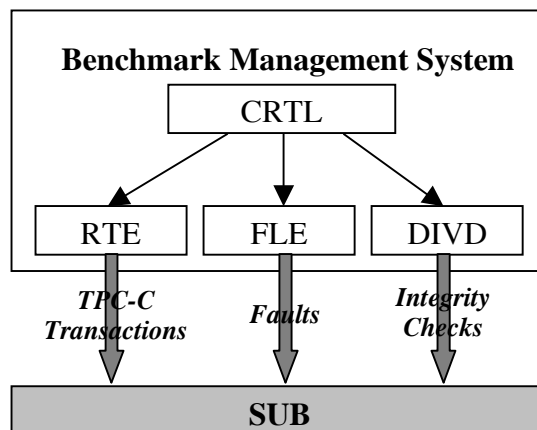 Benchmark Management System
CRTL
RTE
FLE
DIVD
TPC-C
Transactions
Faults
Integrity
Checks
SUB